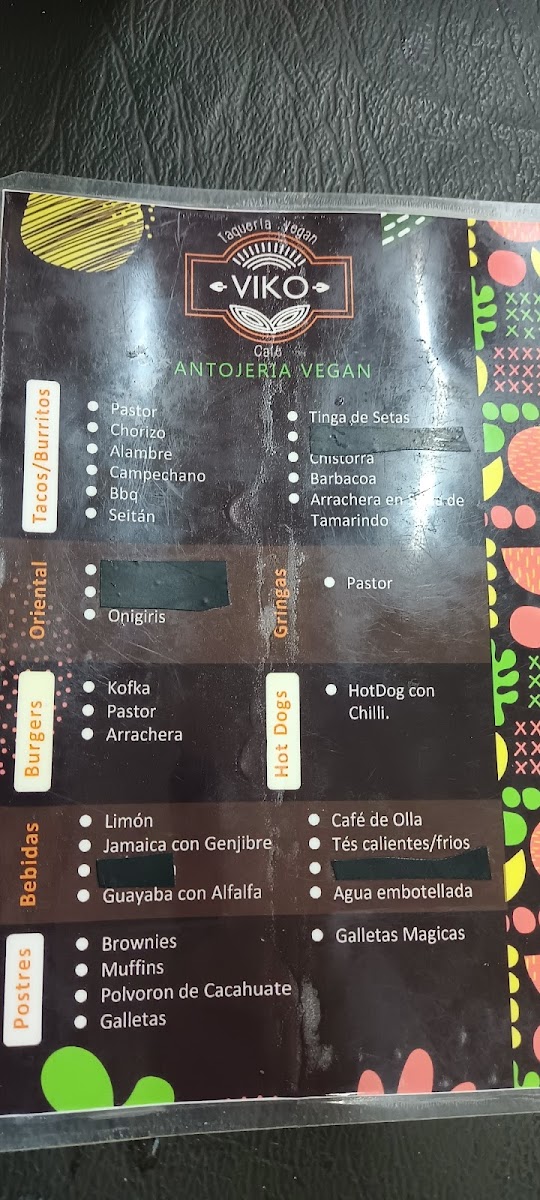 Taqueria Vegan
VIKO
Café
ANTOJERIA VEGAN
Tacos/Burritos
Pastor
Chorizo
Alambre
Campechano
Bbq
Seitán
Tinga de Setas
Chistorra
Barbacoa
Arrachera en de
Tamarindo
Oriental
Onigiris
Gringas
Pastor
Burgers
Kofka
Pastor
Arrachera
Hot Dogs
HotDog con
Chilli.
Bebidas
Limón
Jamaica con Genjibre
Guayaba con Alfalfa
Café de Olla
Tés calientes/frios
Agua embotellada
Postres
Brownies
Muffins
Polvoron de Cacahuate
Galletas
Galletas Magicas